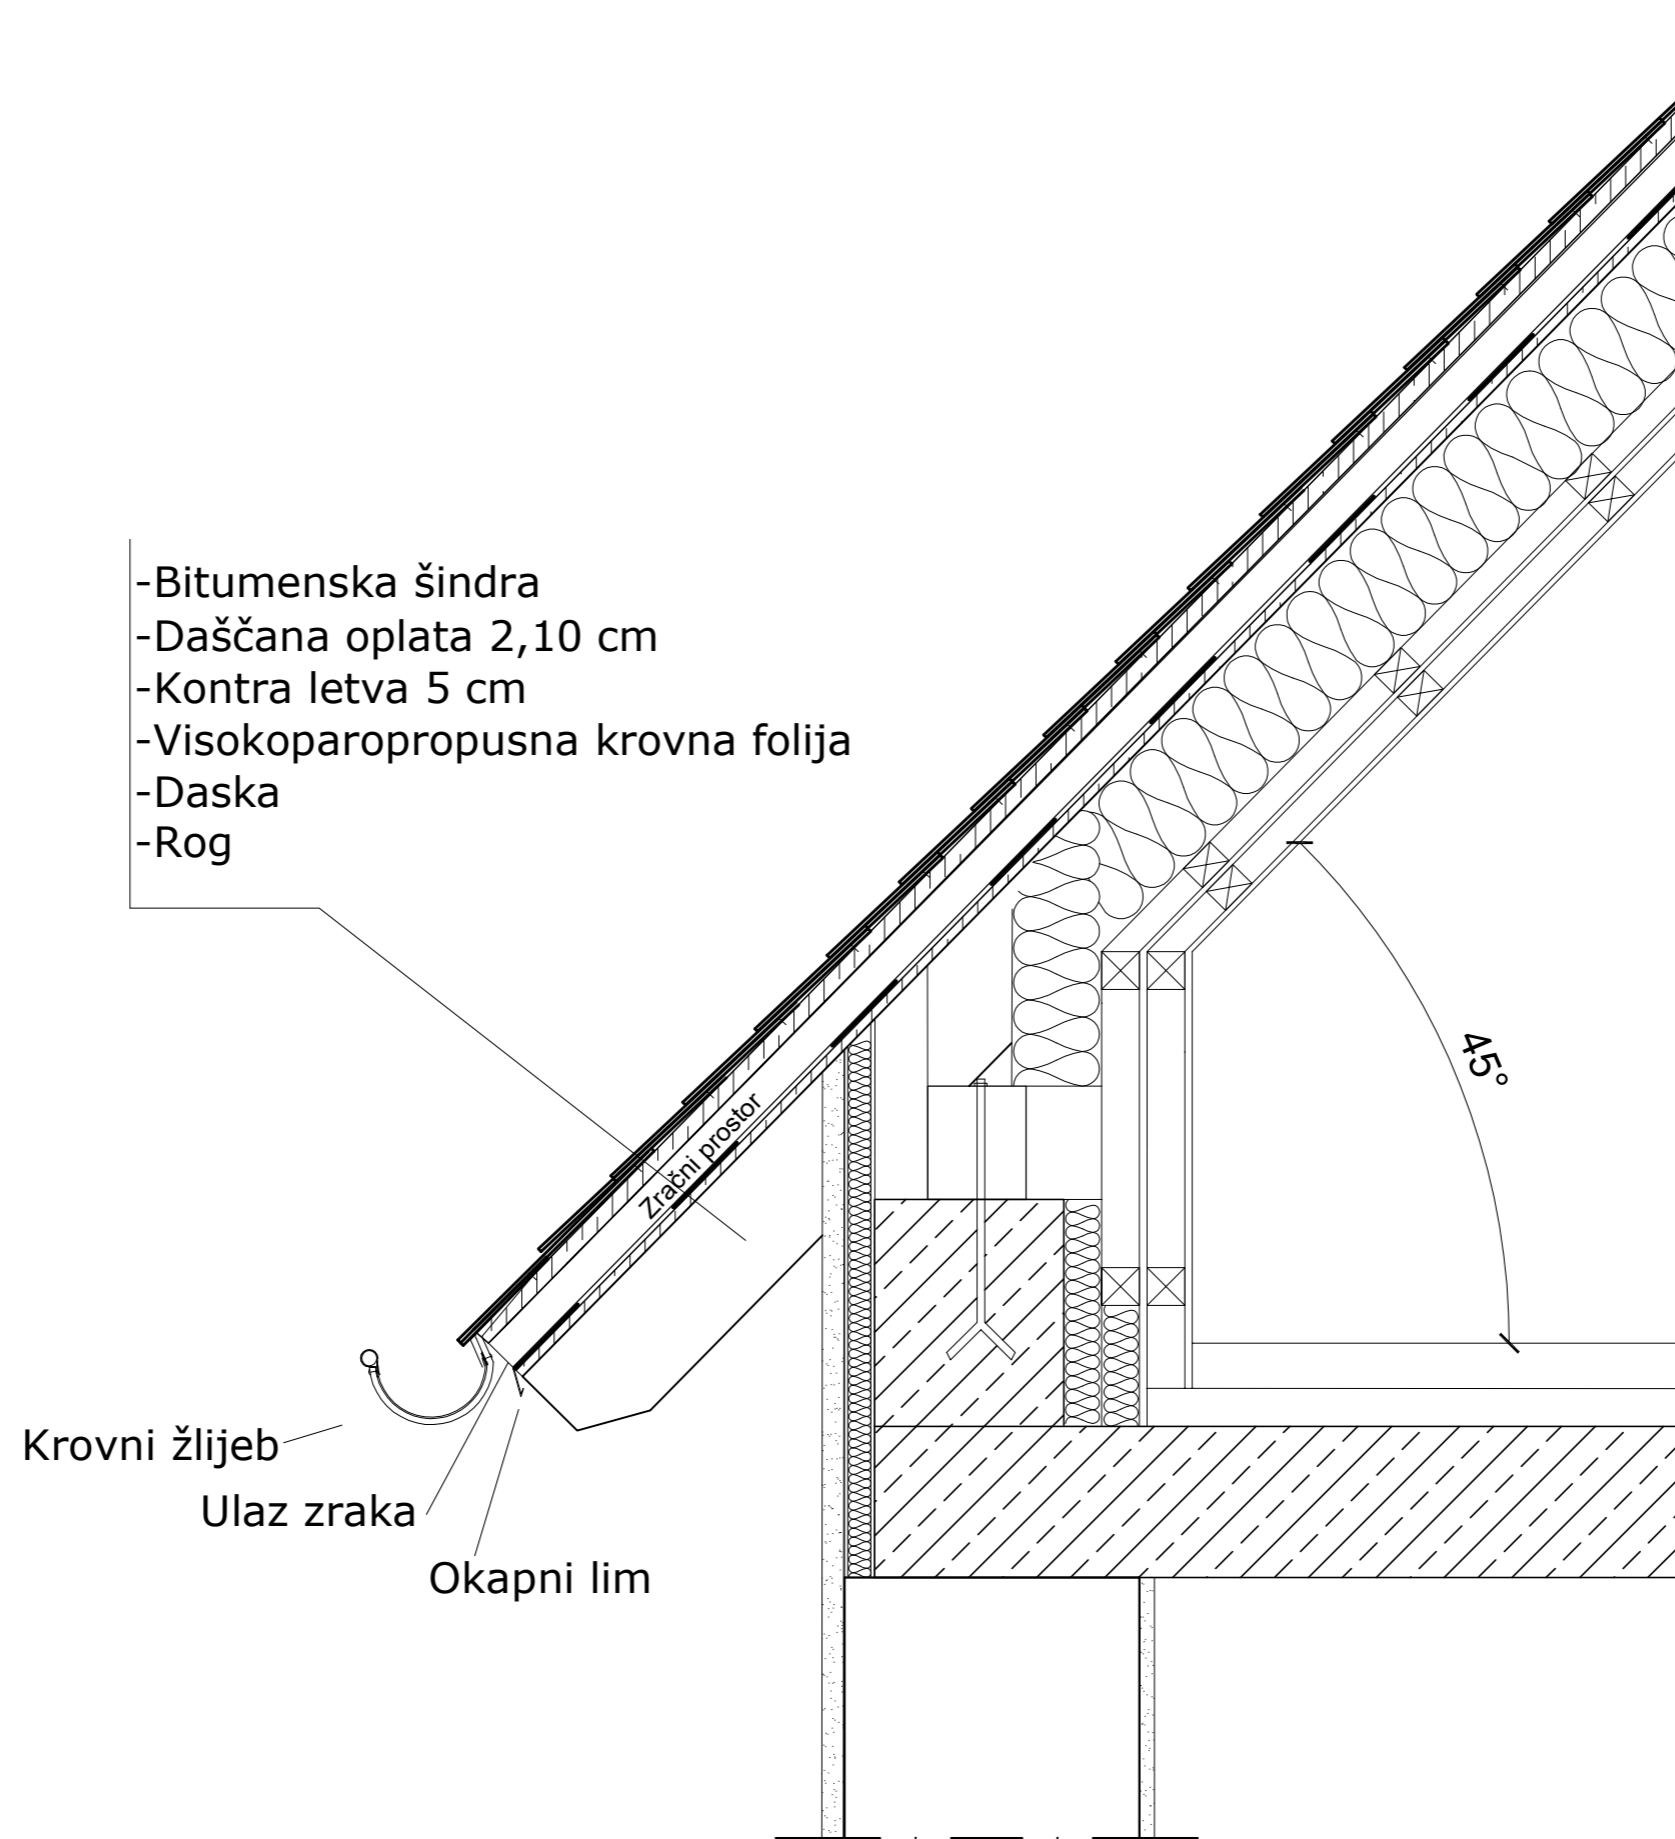 -Bitumenska šindra
-Daščana oplata 2,10 cm
-Kontra letva 5 cm
-Visokoparopropusna krovna folija
-Daska
-Rog
45°
Zračni prostor
Krovni žlijeb
Ulaz zraka
Okapni lim